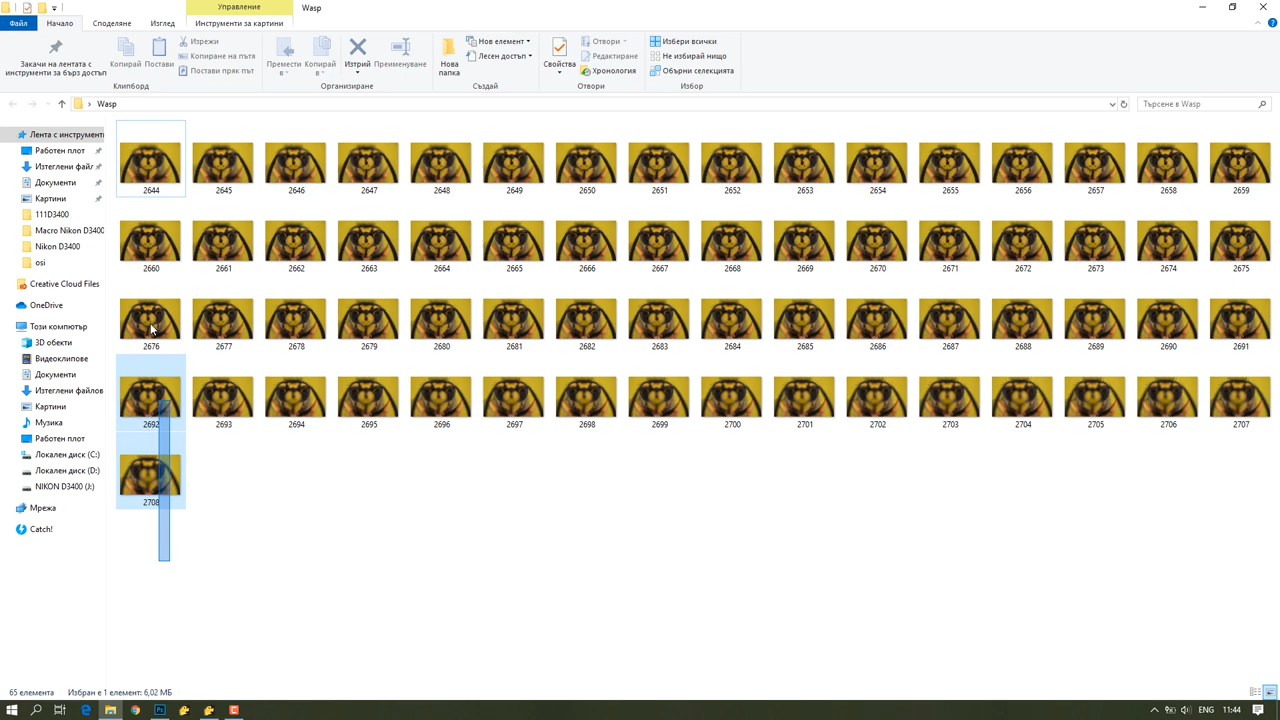 Управление
Wasp
Файл
Начало
Споделяне
Изглед
Инструменти за картини
Закачи на лентата с инструменти за бърз достъп
Копирай
Постави
Изрежи
Копиране на пътя
Постави пряк път
Клипборд
Премести в
Копирай в
Изтрий
Преименуване
Организиране
Нова папка
Нов елемент
Лесен достъп
Създай
Свойства
Отвори
Редактиране
Хронология
Отвори
Избери всички
Не избирай нищо
Обърни селекцията
Избор
Wasp
Търсене в Wasp
Лента с инструменти
Работен плот
Изтеглени файл
Документи
Картини
111D3400
Macro Nikon D3400
Nikon D3400
osi
Creative Cloud Files
OneDrive
Този компютър
3D обекти
Видеоклипове
Документи
Изтеглени файлов
Картини
Музика
Работен плот
Локален диск (C:)
Локален диск (D:)
NIKON D3400 (J:)
Мрежа
Catch!
2644 2645 2646 2647 2648 2649 2650 2651 2652 2653 2654 2655 2656 2657 2658 2659
2660 2661 2662 2663 2664 2665 2666 2667 2668 2669 2670 2671 2672 2673 2674 2675
2676 2677 2678 2679 2680 2681 2682 2683 2684 2685 2686 2687 2688 2689 2690 2691
2692 2693 2694 2695 2696 2697 2698 2699 2700 2701 2702 2703 2704 2705 2706 2707
2708
65 елемента
Избран е 1 елемент: 6,02 МБ
ENG
11:44